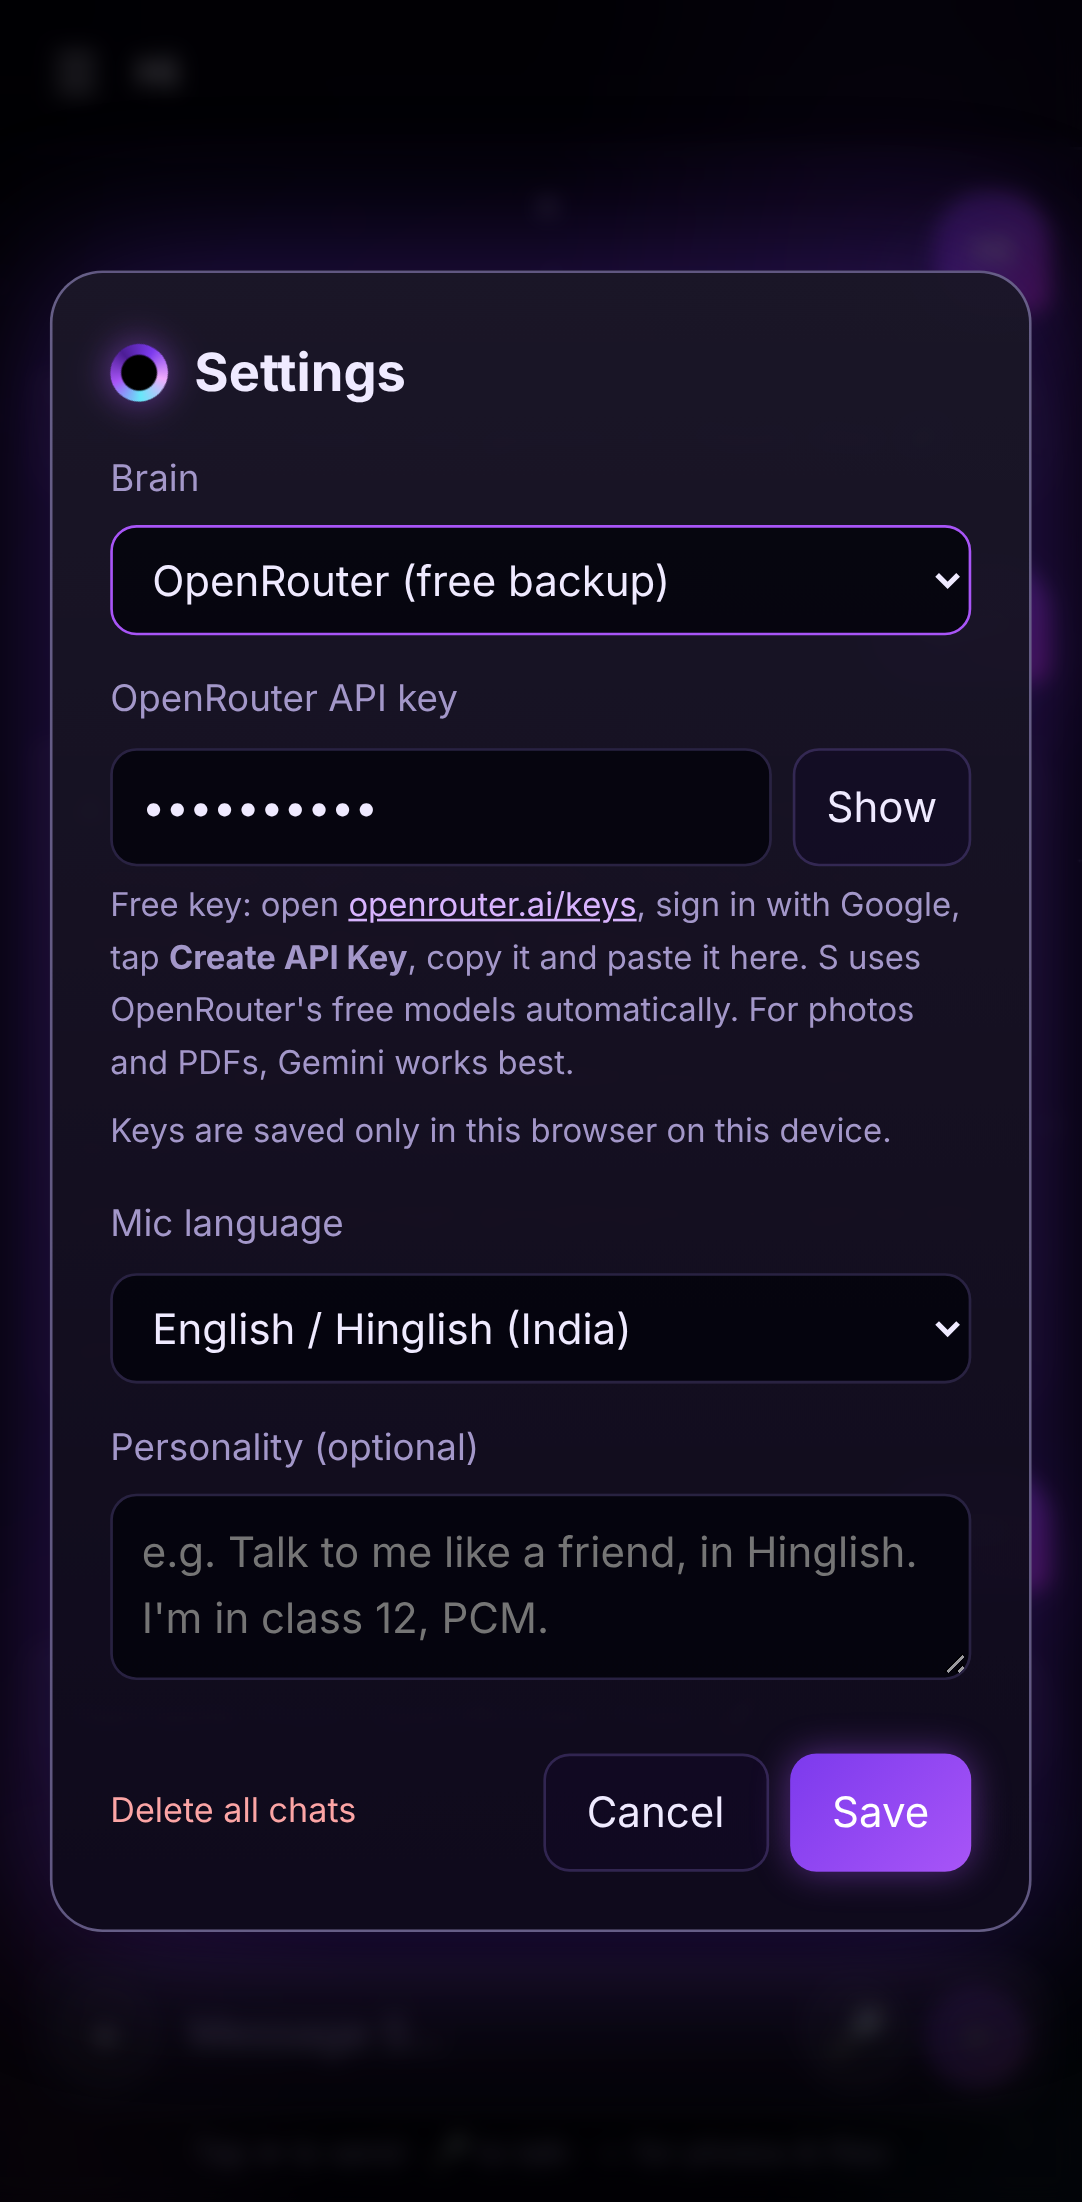 Settings
Brain
OpenRouter (free backup)
OpenRouter API key
••••••••••
Show
Free key: open openrouter.ai/keys, sign in with Google,
tap Create API Key, copy it and paste it here. S uses
OpenRouter's free models automatically. For photos
and PDFs, Gemini works best.
Keys are saved only in this browser on this device.
Mic language
English / Hinglish (India)
Personality (optional)
e.g. Talk to me like a friend, in Hinglish.
I'm in class 12, PCM.
Delete all chats
Cancel
Save